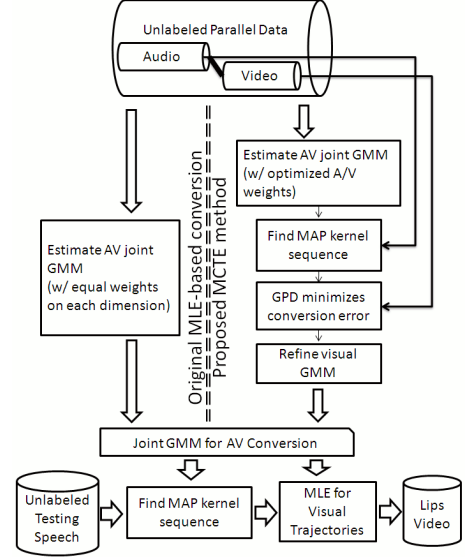 Unlabeled Parallel Data
Audio
Video
Original MLE-based conversion
Proposed MCTE method
Estimate AV joint
GMM
(w/ equal weights
on each dimension)
Estimate AV joint GMM
(w/ optimized A/V
weights)
Find MAP kernel
sequence
GPD minimizes
conversion error
Refine visual
GMM
Joint GMM for AV Conversion
Unlabeled
Testing
Speech
Find MAP kernel
sequence
MLE for
Visual
Trajectories
Lips
Video